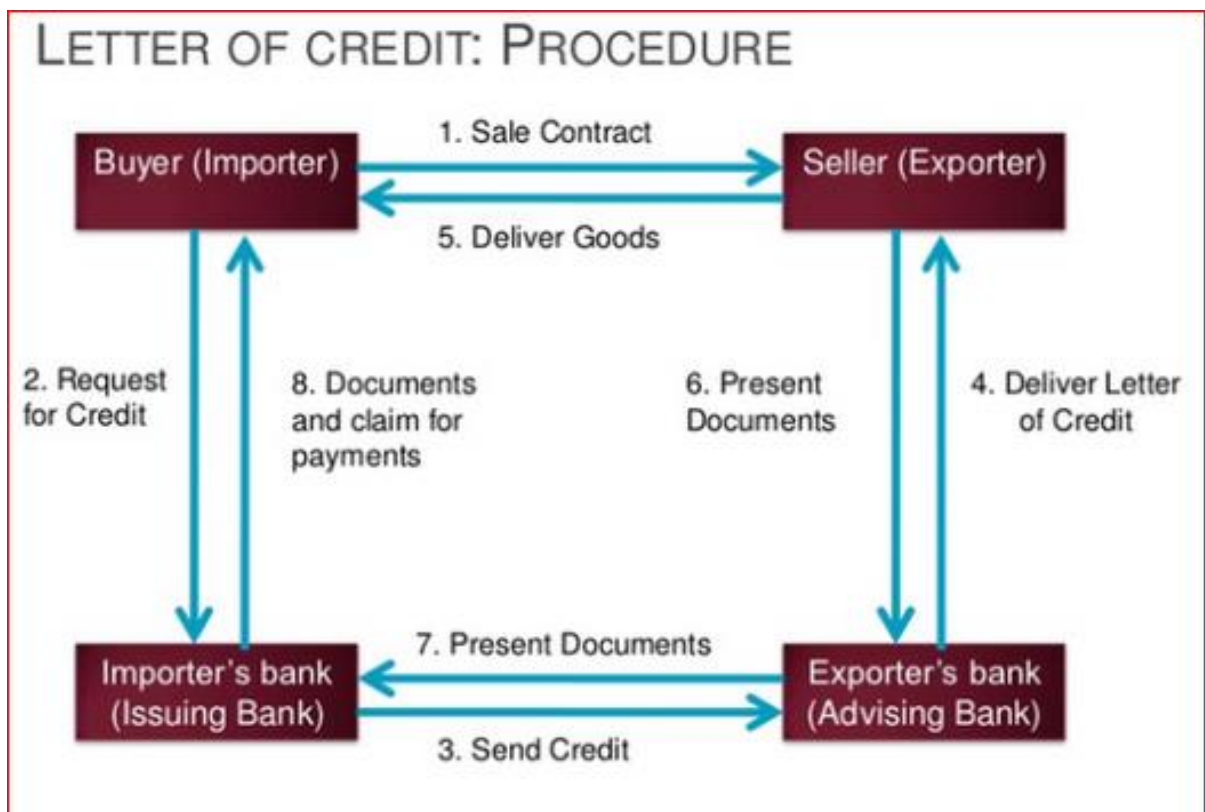 LETTER OF CREDIT: PROCEDURE
1. Sale Contract
Buyer (Importer)
Seller (Exporter)
5. Deliver Goods
2. Request
for Credit
8. Documents
and claim for
payments
6. Present
Documents
4. Deliver Letter
of Credit
7. Present Documents
Importer's bank
(Issuing Bank)
Exporter's bank
(Advising Bank)
3. Send Credit